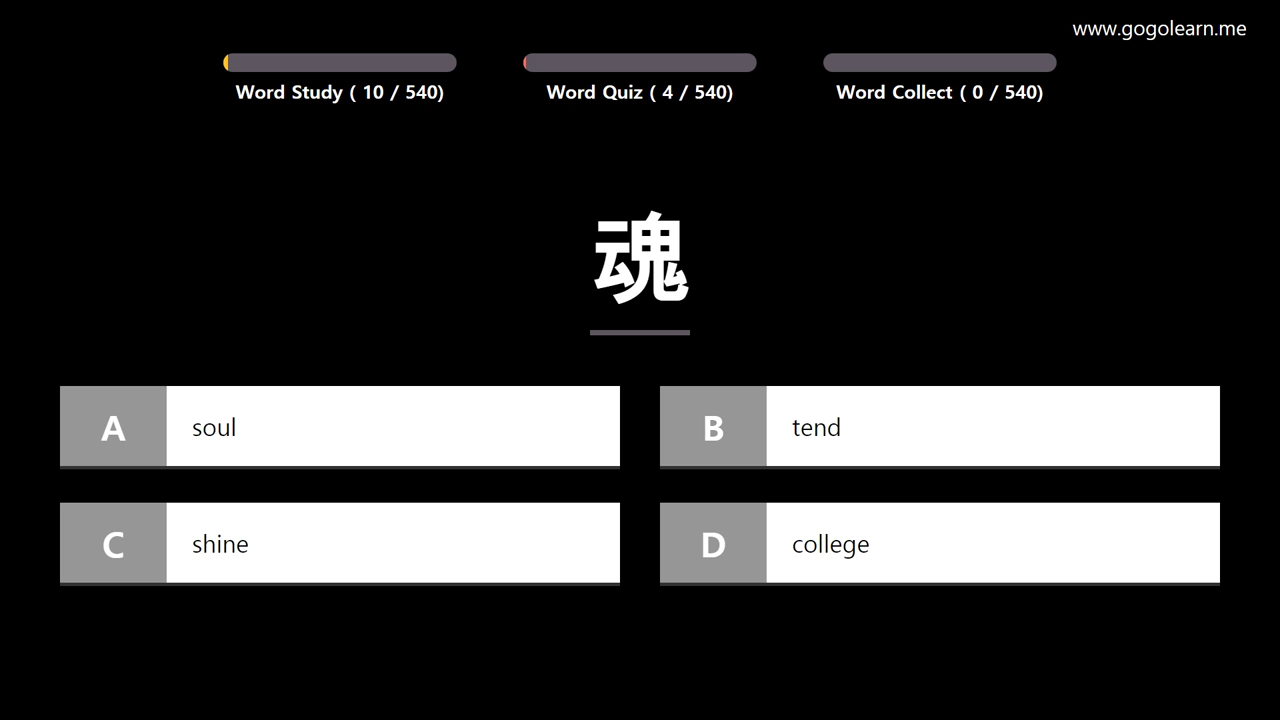 www.gogolearn.me
Word Study ( 10 / 540)
Word Quiz ( 4 / 540)
Word Collect ( 0 / 540)
魂
A soul
B tend
C shine
D college